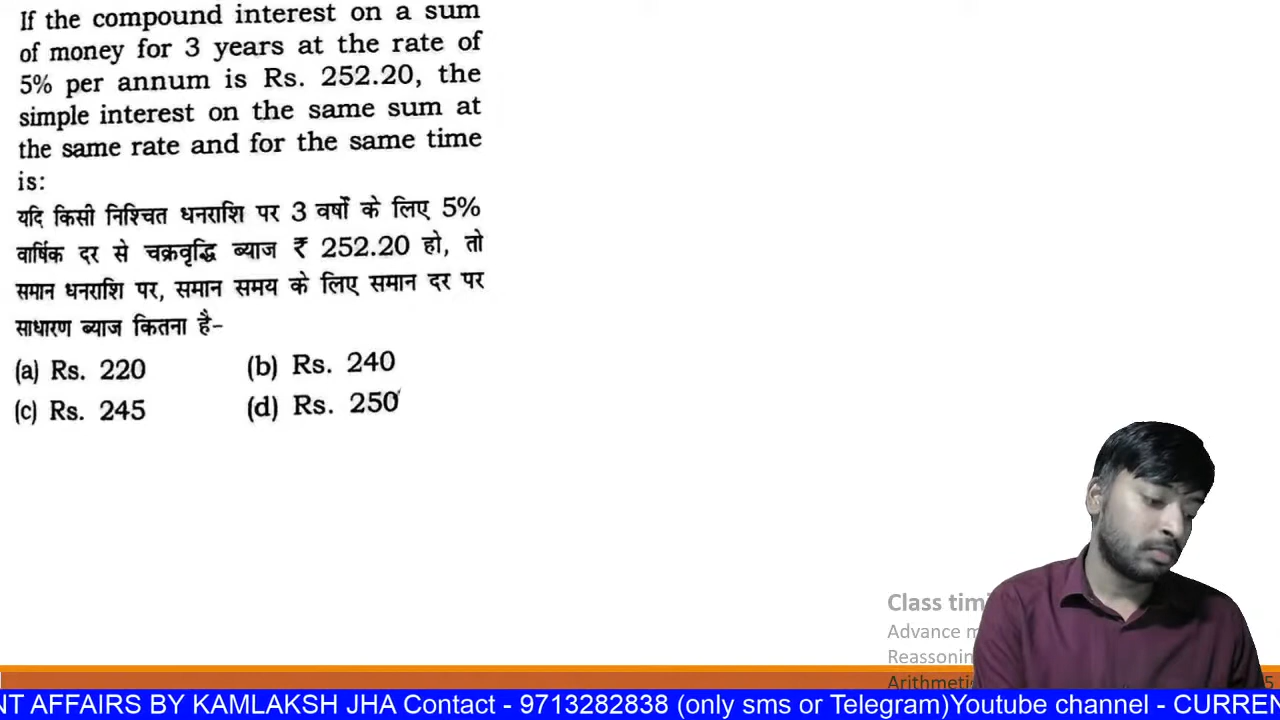 If the compound interest on a sum
of money for 3 years at the rate of
5% per annum is Rs. 252.20, the
simple interest on the same sum at
the same rate and for the same time
is:
यदि किसी निश्चित धनराशि पर 3 वर्षों के लिए 5%
वार्षिक दर से चक्रवृद्धि ब्याज ₹ 252.20 हो, तो
समान धनराशि पर, समान समय के लिए समान दर पर
साधारण ब्याज कितना है-
(a) Rs. 220 (b) Rs. 240
(c) Rs. 245 (d) Rs. 250
Class
Advance
NT AFFAIRS BY KAMLAKSH JHA Contact - 9713282838 (only sms or Telegram)Youtube channel - CURREN